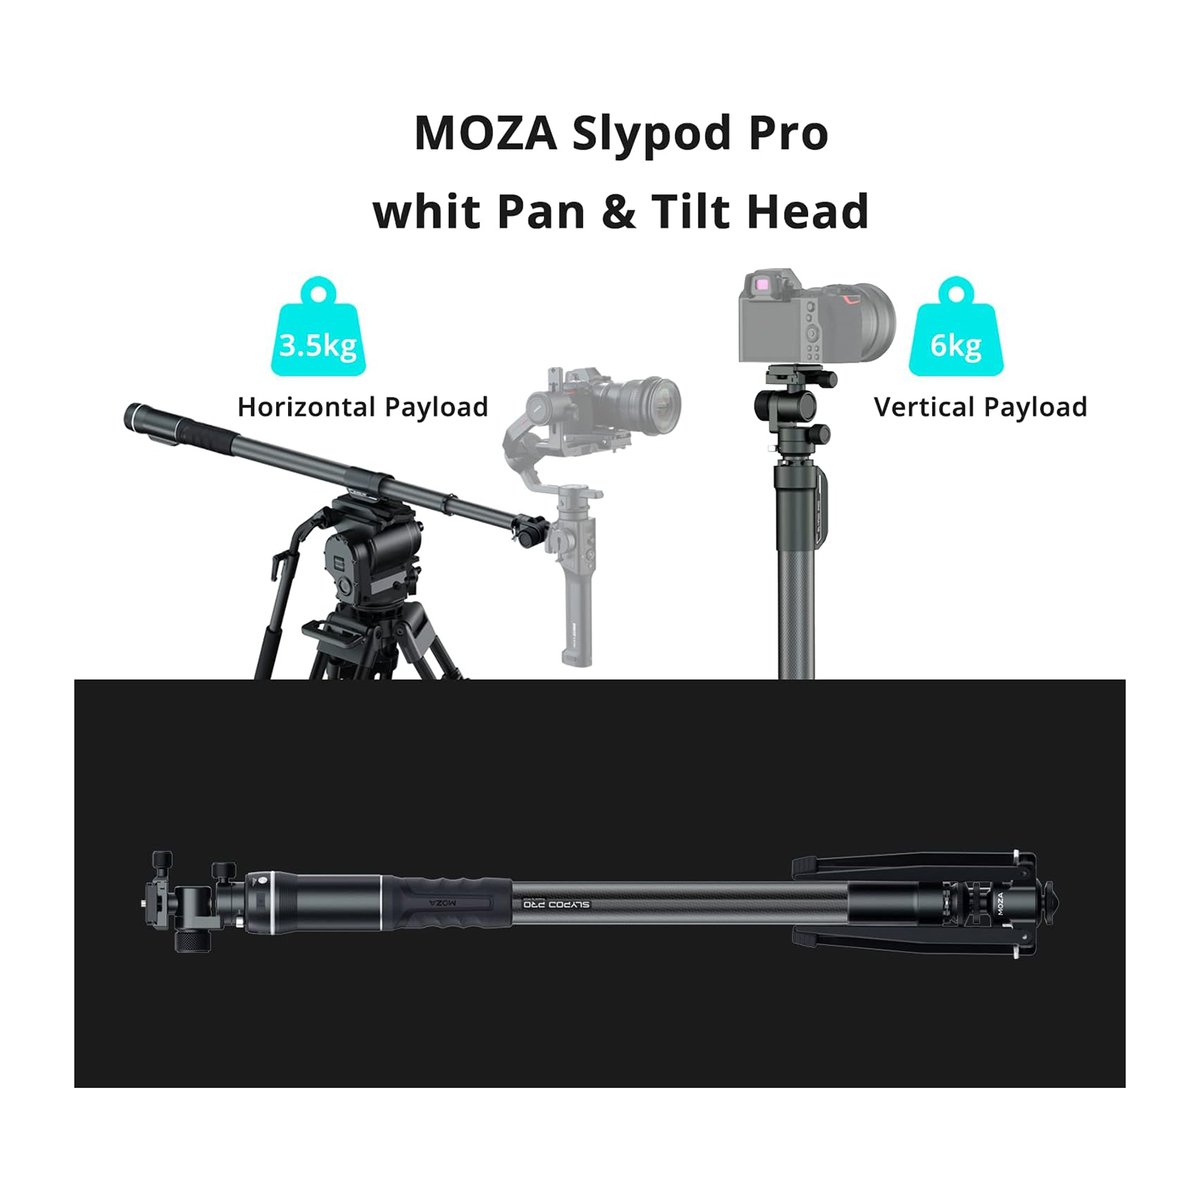 MOZA Slypod Pro
whit Pan & Tilt Head
3.5kg
Horizontal Payload
6kg
Vertical Payload
MOZA
SLYPOD PRO
MOZA